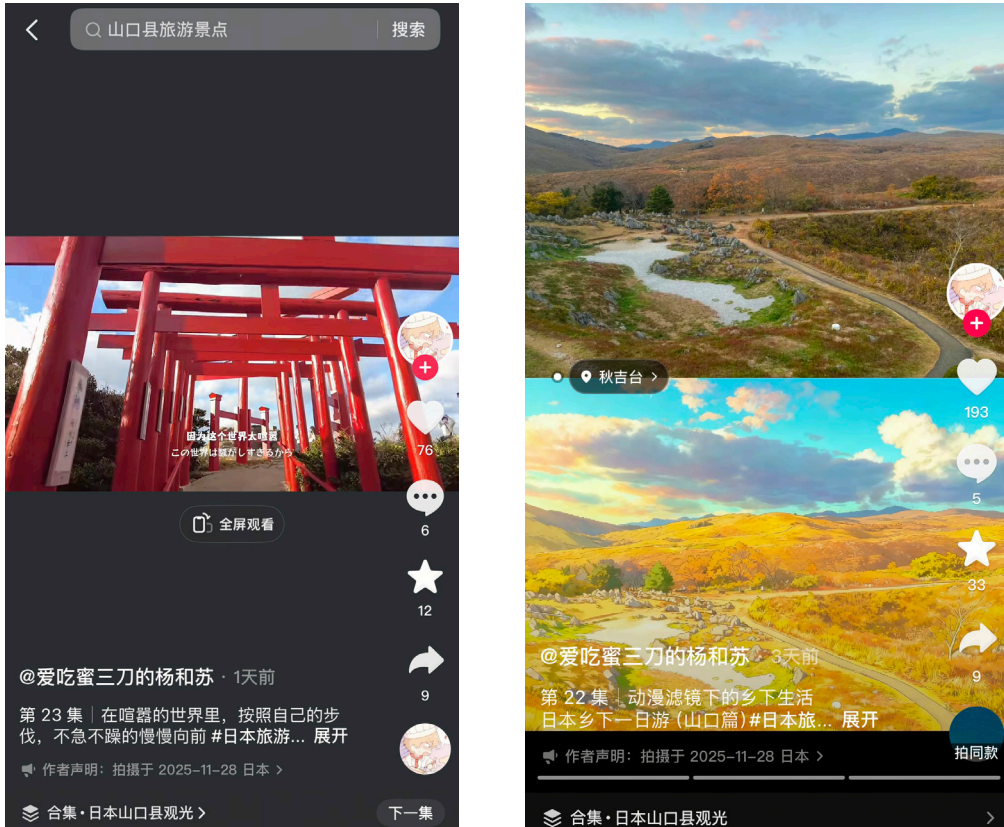 山口县旅游景点
搜索
因为这个世界太喧嚣
この世界は騒がしすぎるから
76
全屏观看
6
12
9
@爱吃蜜三刀的杨和苏 · 1天前
第 23 集｜在喧嚣的世界里，按照自己的步
伐，不急不躁的慢慢向前 #日本旅游... 展开
作者声明：拍摄于 2025-11-28 日本 >
合集 · 日本山口县观光 >
下一集
秋吉台 >
193
5
33
9
@爱吃蜜三刀的杨和苏 · 3天前
第 22 集｜动漫滤镜下的乡下生活
日本乡下一日游 (山口篇) #日本旅... 展开
拍同款
作者声明：拍摄于 2025-11-28 日本 >
合集 · 日本山口县观光 >